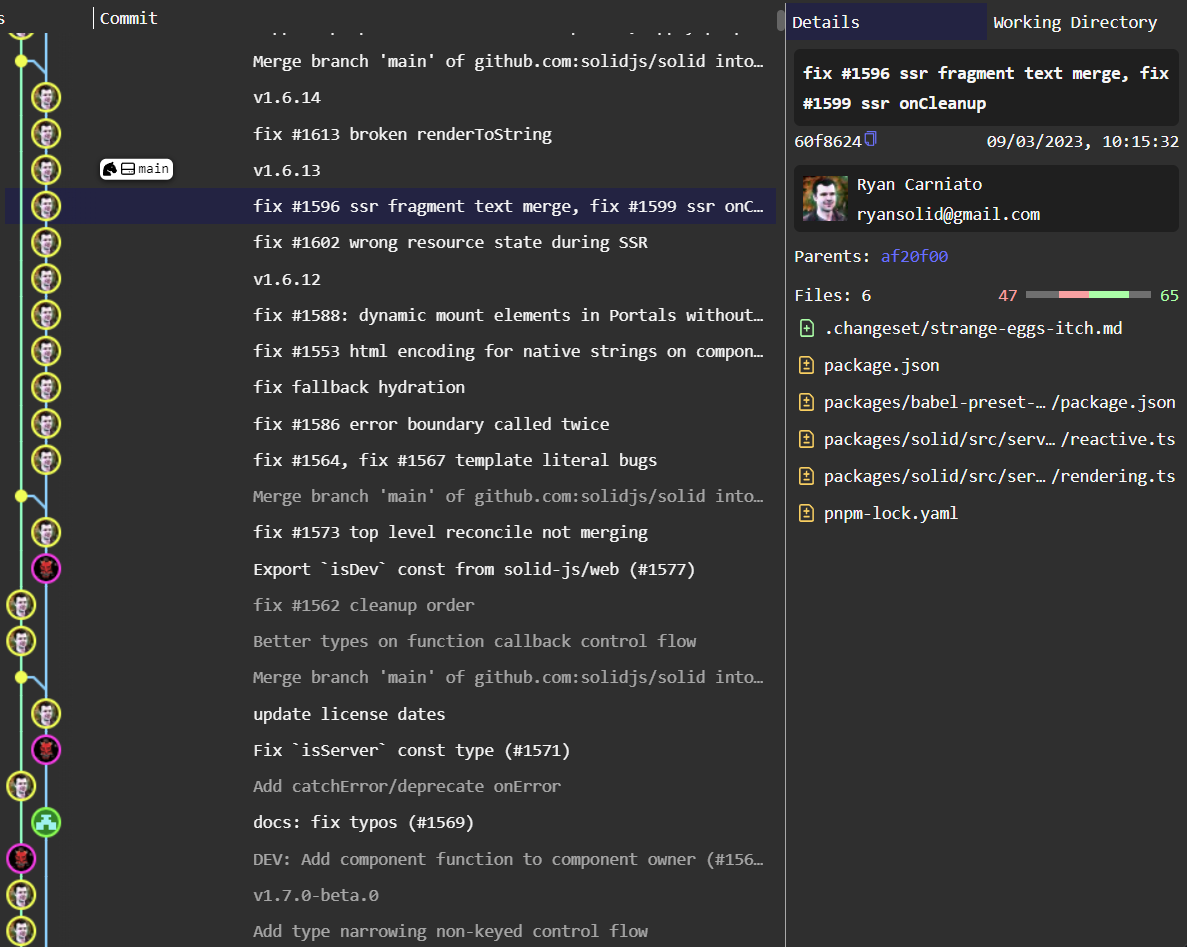 s
Commit
Merge branch 'main' of github.com:solidjs/solid into…
v1.6.14
fix #1613 broken renderToString
main
v1.6.13
fix #1596 ssr fragment text merge, fix #1599 ssr onC…
fix #1602 wrong resource state during SSR
v1.6.12
fix #1588: dynamic mount elements in Portals without…
fix #1553 html encoding for native strings on compon…
fix fallback hydration
fix #1586 error boundary called twice
fix #1564, fix #1567 template literal bugs
Merge branch 'main' of github.com:solidjs/solid into…
fix #1573 top level reconcile not merging
Export `isDev` const from solid-js/web (#1577)
fix #1562 cleanup order
Better types on function callback control flow
Merge branch 'main' of github.com:solidjs/solid into…
update license dates
Fix `isServer` const type (#1571)
Add catchError/deprecate onError
docs: fix typos (#1569)
DEV: Add component function to component owner (#156…
v1.7.0-beta.0
Add type narrowing non-keyed control flow
Details
Working Directory
fix #1596 ssr fragment text merge, fix
#1599 ssr onCleanup
60f8624
09/03/2023, 10:15:32
Ryan Carniato
ryansolid@gmail.com
Parents: af20f00
Files: 6
47
65
.changeset/strange-eggs-itch.md
package.json
packages/babel-preset-… /package.json
packages/solid/src/serv… /reactive.ts
packages/solid/src/ser… /rendering.ts
pnpm-lock.yaml